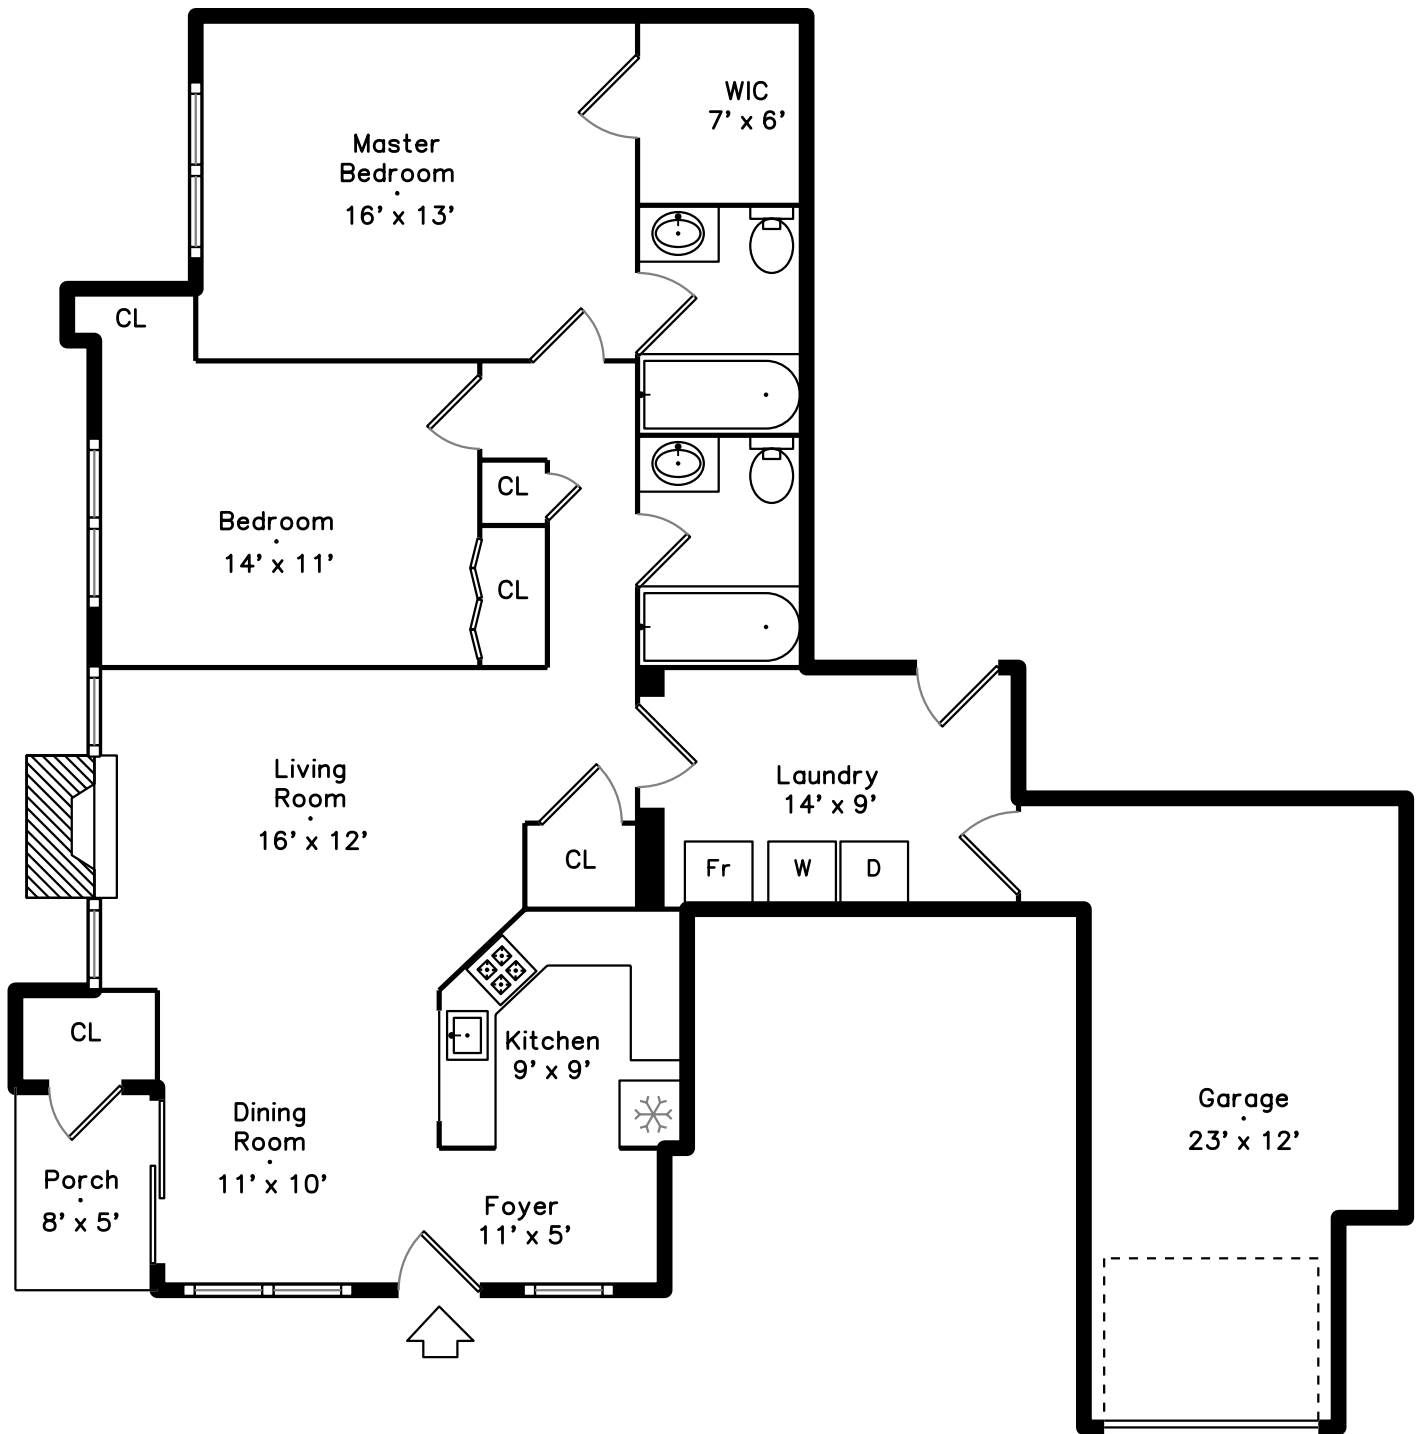 WIC
7' x 6'
Master
Bedroom
16' x 13'
CL
CL
Bedroom
14' x 11'
CL
Living
Room
16' x 12'
Laundry
14' x 9'
CL
Fr
W
D
CL
Kitchen
9' x 9'
Dining
Room
11' x 10'
Garage
23' x 12'
Porch
8' x 5'
Foyer
11' x 5'